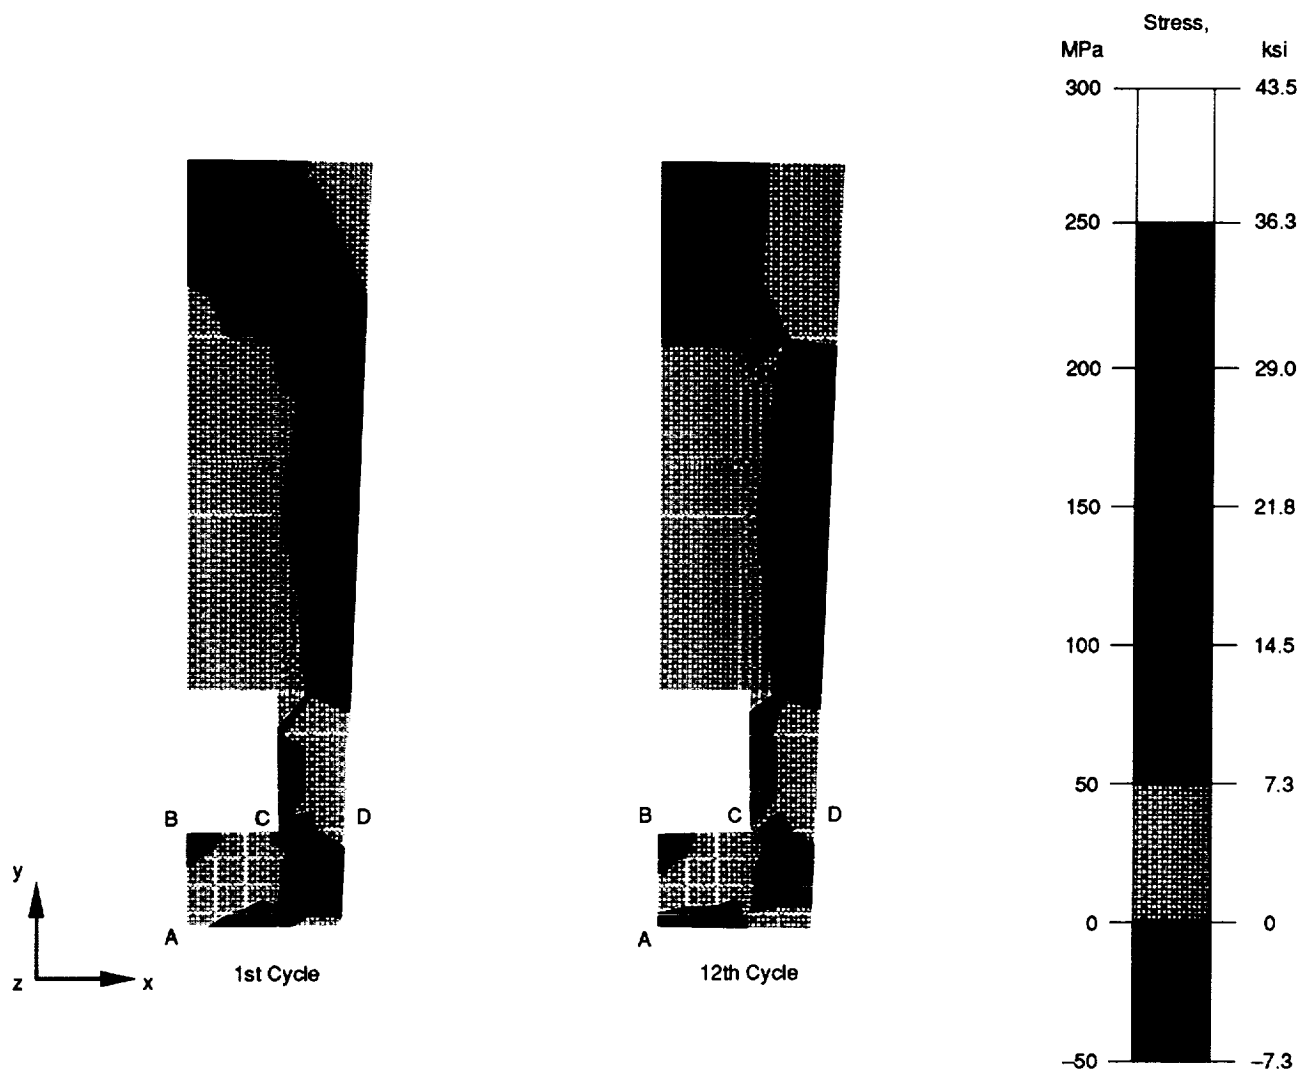 Stress,
MPa ksi
300 43.5
250 36.3
200 29.0
150 21.8
100 14.5
50 7.3
0 0
–50 –7.3
B C D
A
1st Cycle
B C D
A
12th Cycle
y
z x